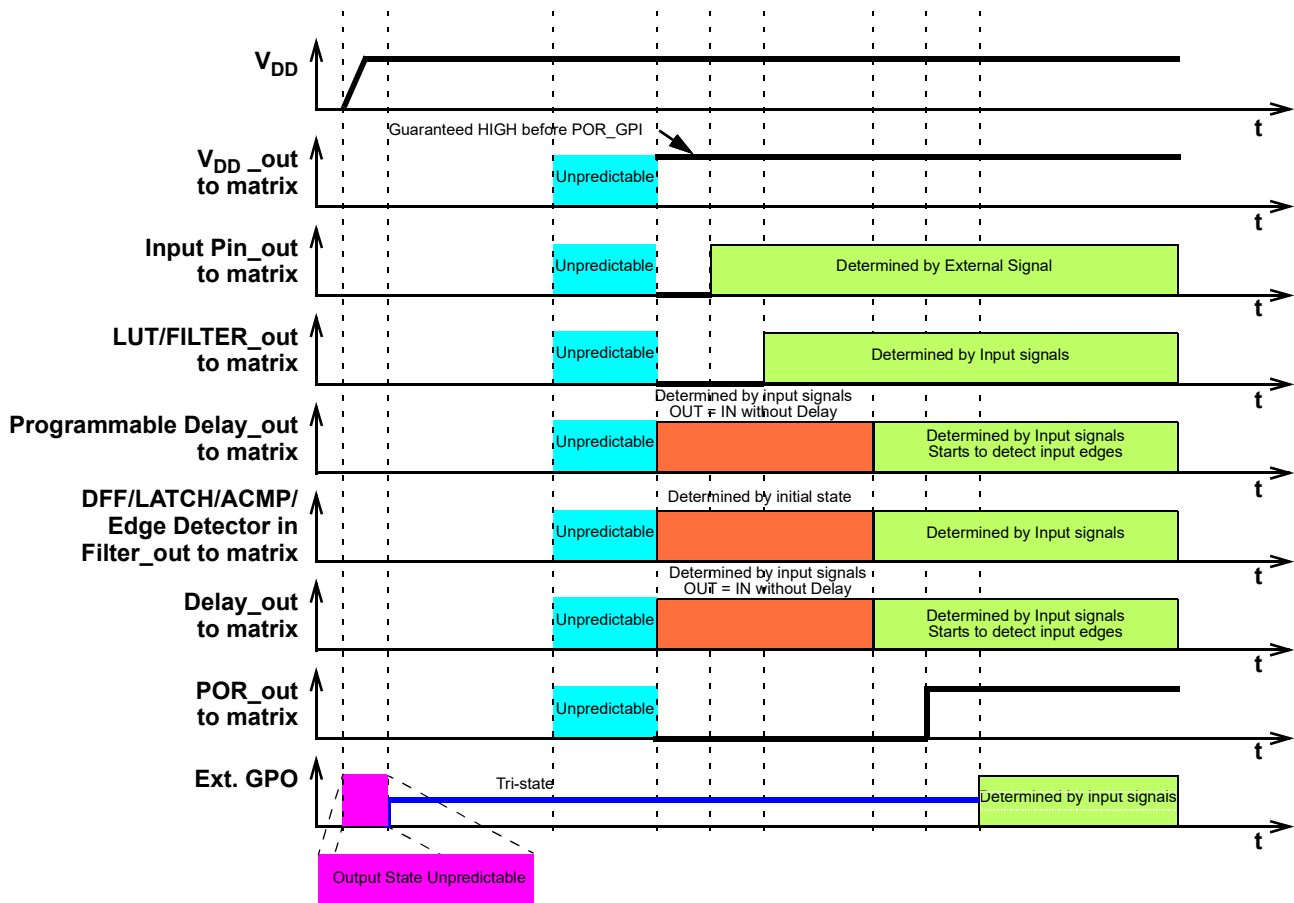 VDD
t
Guaranteed HIGH before POR_GPI
VDD _out
to matrix
Unpredictable
t
Input Pin_out
to matrix
Unpredictable
Determined by External Signal
t
LUT/FILTER_out
to matrix
Unpredictable
Determined by Input signals
t
Determined by input signals
OUT = IN without Delay
Programmable Delay_out
to matrix
Unpredictable
Determined by Input signals
Starts to detect input edges
t
Determined by initial state
DFF/LATCH/ACMP/
Edge Detector in
Filter_out to matrix
Unpredictable
Determined by Input signals
t
Determined by input signals
OUT = IN without Delay
Delay_out
to matrix
Unpredictable
Determined by Input signals
Starts to detect input edges
t
POR_out
to matrix
Unpredictable
t
Ext. GPO
Tri-state
Determined by input signals
t
Output State Unpredictable